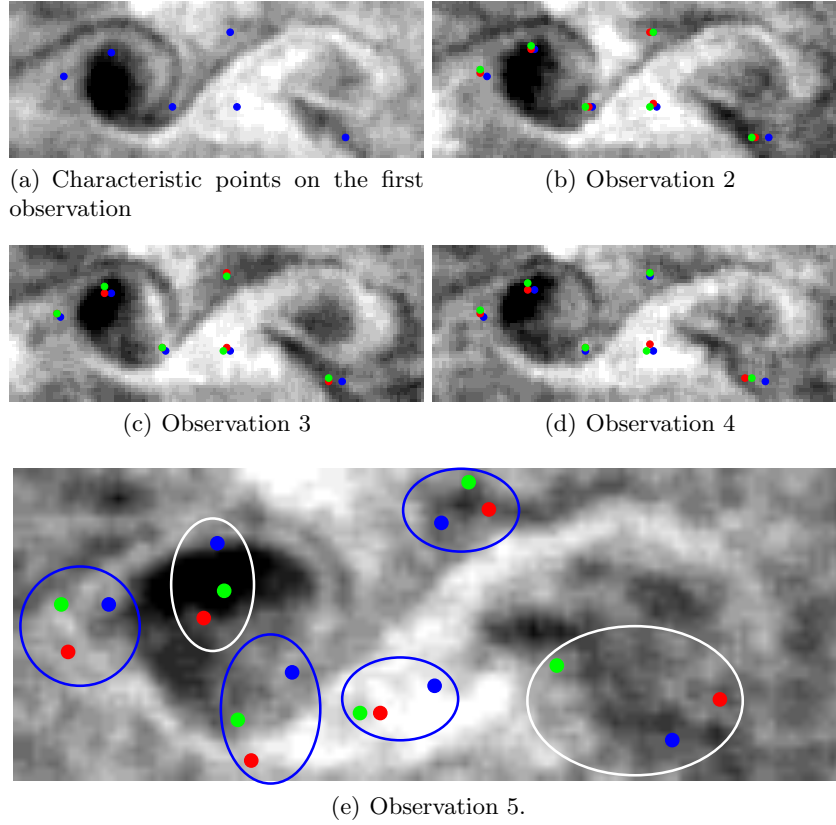 (a) Characteristic points on the first
observation
(b) Observation 2
(c) Observation 3
(d) Observation 4
(e) Observation 5.